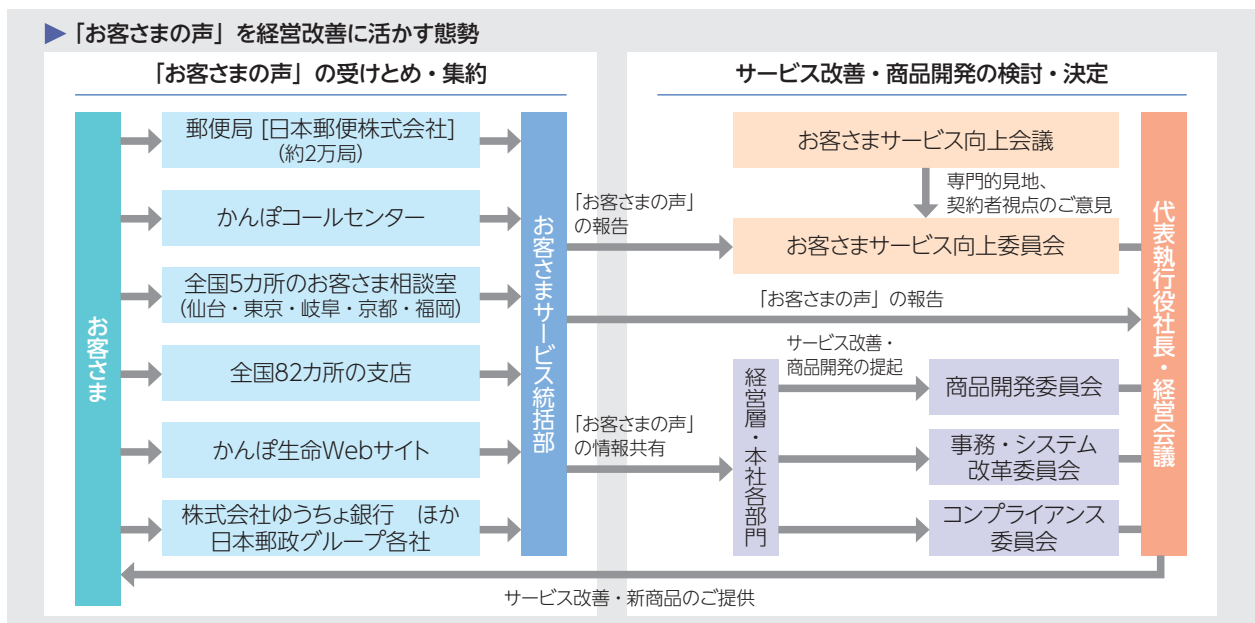 ▶「お客さまの声」を経営改善に活かす態勢
「お客さまの声」の受けとめ・集約
お客さま
郵便局 [日本郵便株式会社]
(約2万局)
かんぽコールセンター
全国5カ所のお客さま相談室
(仙台・東京・岐阜・京都・福岡)
全国82カ所の支店
かんぽ生命Webサイト
株式会社ゆうちょ銀行 ほか
日本郵政グループ各社
お客さまサービス統括部
「お客さまの声」
の報告
「お客さまの声」
の情報共有
サービス改善・商品開発の検討・決定
お客さまサービス向上会議
専門的見地、
契約者視点のご意見
お客さまサービス向上委員会
「お客さまの声」の報告
経営層・本社各部門
サービス改善・
商品開発の提起
商品開発委員会
事務・システム
改革委員会
コンプライアンス
委員会
代表執行役社長・経営会議
サービス改善・新商品のご提供